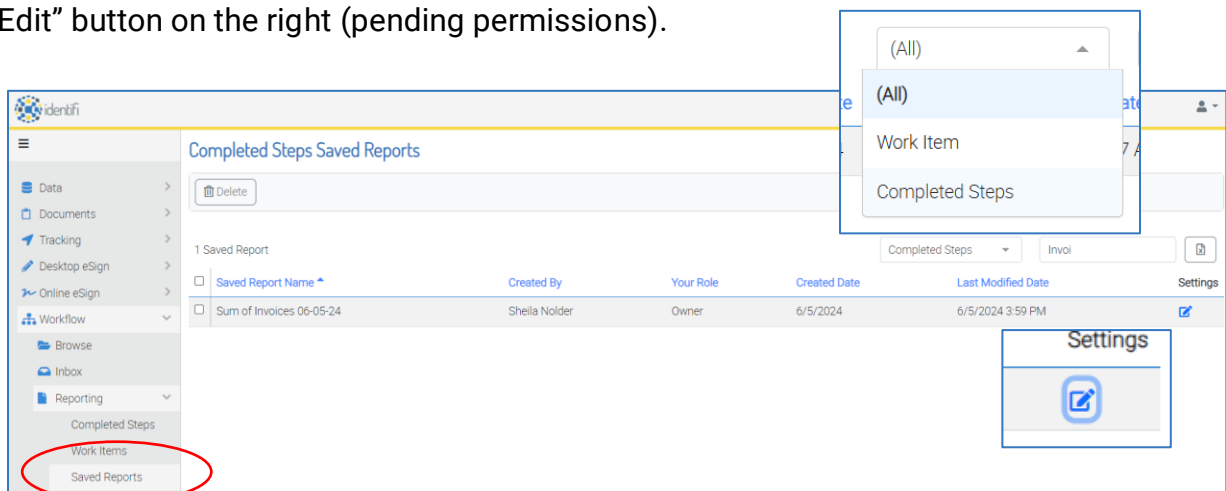 Edit” button on the right (pending permissions).
(All)
(All)
Work Item
Completed Steps
identifi
Completed Steps Saved Reports
Delete
Data
Documents
Tracking
Desktop eSign
Online eSign
Workflow
Browse
Inbox
Reporting
Completed Steps
Work Items
Saved Reports
1 Saved Report
Completed Steps
Invoi
Saved Report Name
Created By
Your Role
Created Date
Last Modified Date
Settings
Sum of Invoices 06-05-24
Sheila Nolder
Owner
6/5/2024
6/5/2024 3:59 PM
Settings